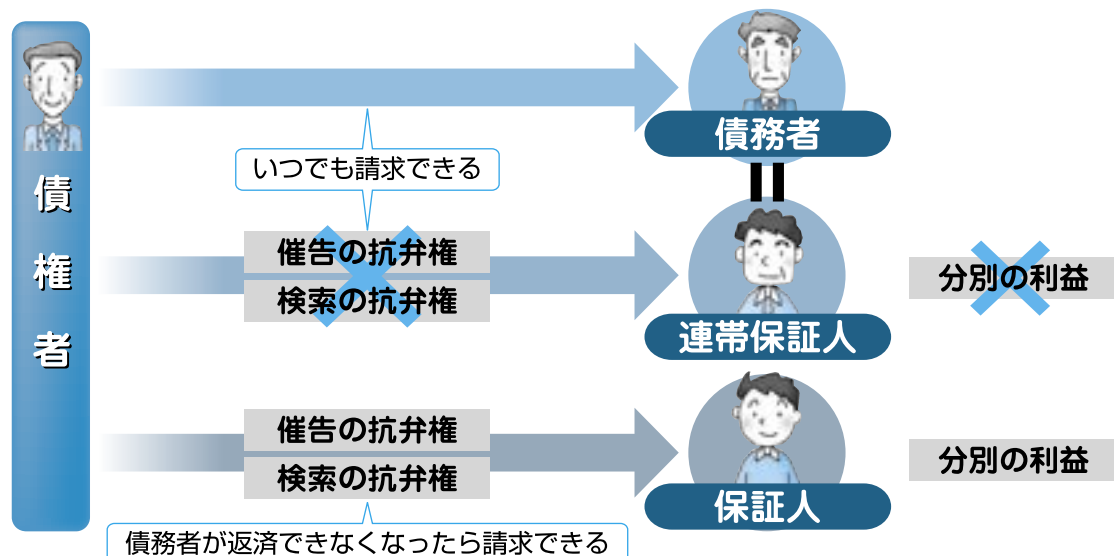 債権者
債務者
いつでも請求できる
催告の抗弁権
検索の抗弁権
連帯保証人
分別の利益
催告の抗弁権
検索の抗弁権
保証人
分別の利益
債務者が返済できなくなったら請求できる